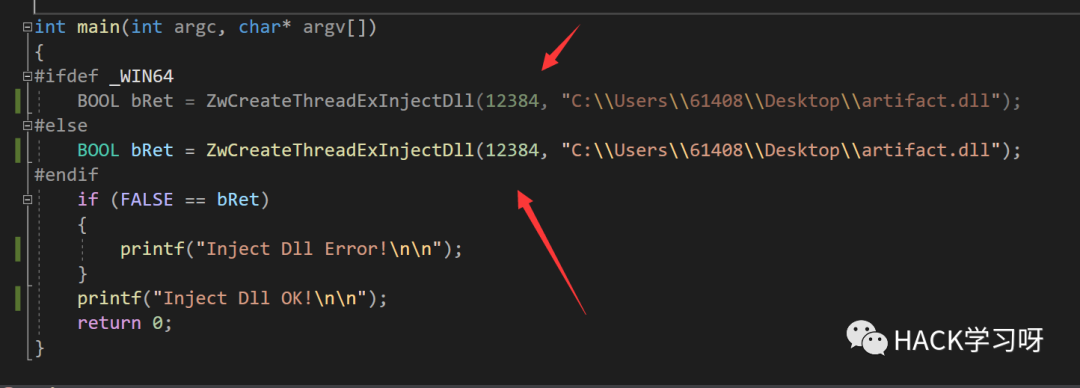 int main(int argc, char* argv[])
{
#ifdef _WIN64
    BOOL bRet = ZwCreateThreadExInjectDll(12384, "C:\\Users\\61408\\Desktop\\artifact.dll");
#else
    BOOL bRet = ZwCreateThreadExInjectDll(12384, "C:\\Users\\61408\\Desktop\\artifact.dll");
#endif
    if (FALSE == bRet)
    {
        printf("Inject Dll Error!\n\n");
    }
    printf("Inject Dll OK!\n\n");
    return 0;
}
HACK学习呀